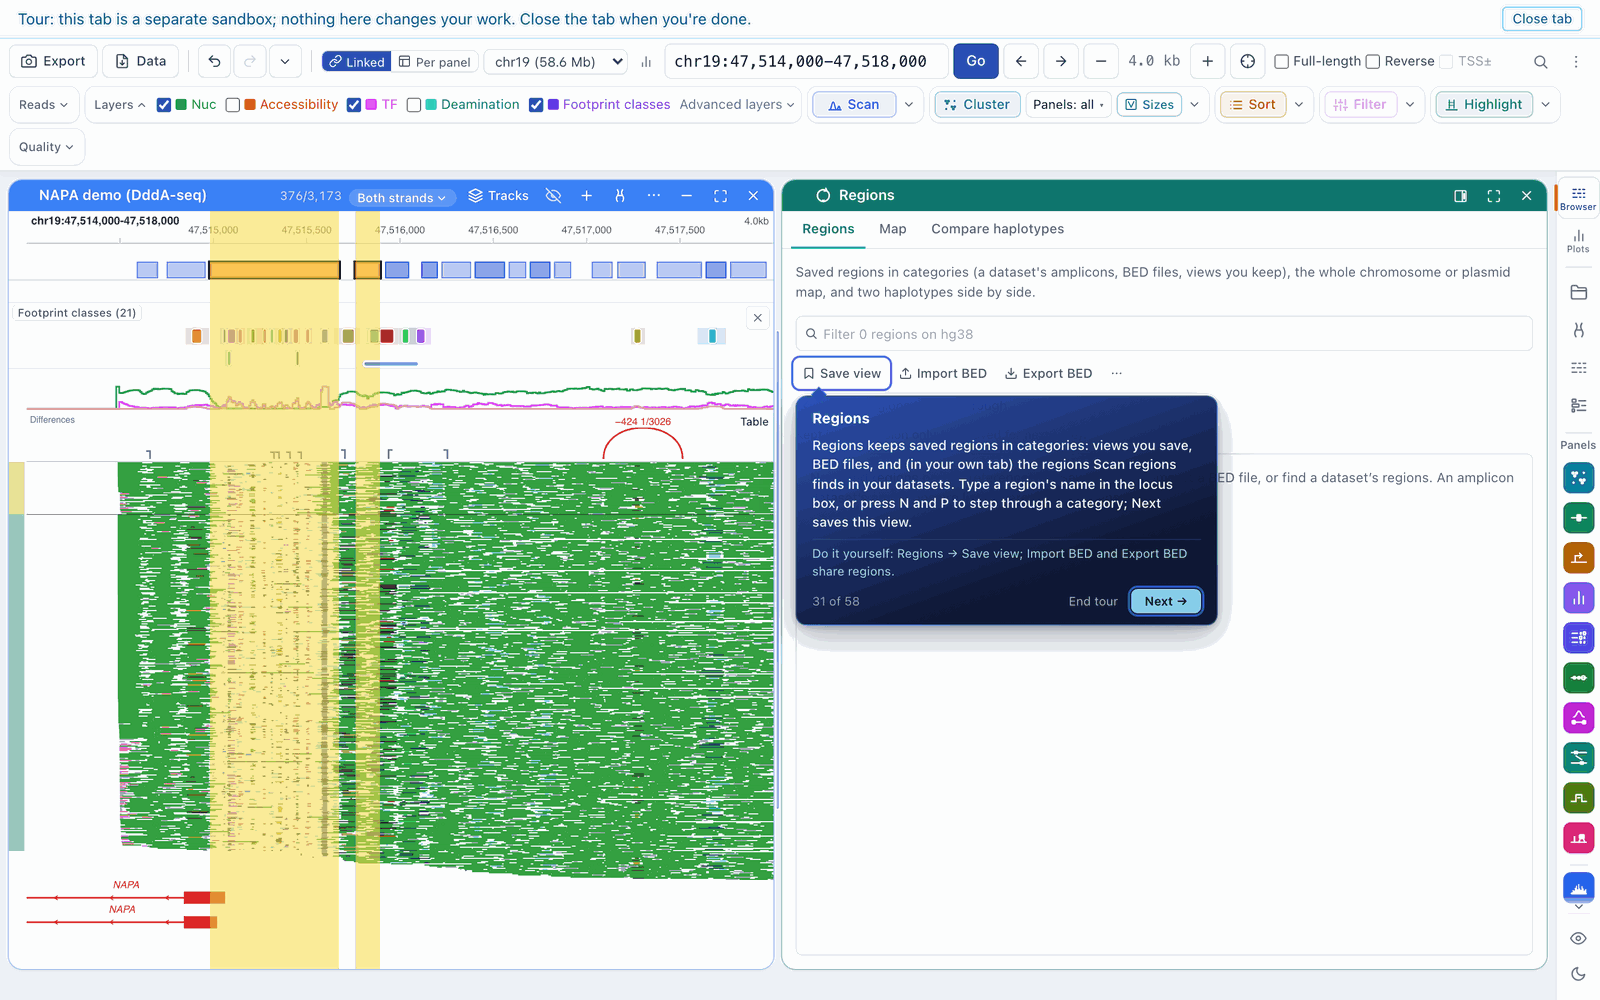 Tour: this tab is a separate sandbox; nothing here changes your work. Close the tab when you're done.
Close tab
Export
Data
Linked
Per panel
chr19 (58.6 Mb)
chr19:47,514,000–47,518,000
Go
4.0 kb
Full-length
Reverse
TSS±
Reads
Layers
Nuc
Accessibility
TF
Deamination
Footprint classes
Advanced layers
Scan
Cluster
Panels: all
Sizes
Sort
Filter
Highlight
Quality
NAPA demo (DddA-seq)
376/3,173
Both strands
Tracks
chr19:47,514,000-47,518,000
4.0kb
47,515,000
47,515,500
47,516,000
47,516,500
47,517,000
47,517,500
Footprint classes (21)
Differences
−424 1/3026
Table
NAPA
NAPA
Regions
Regions
Map
Compare haplotypes
Saved regions in categories (a dataset's amplicons, BED files, views you keep), the whole chromosome or plasmid
map, and two haplotypes side by side.
Filter 0 regions on hg38
Save view
Import BED
Export BED
ED file, or find a dataset's regions. An amplicon
Regions
Regions keeps saved regions in categories: views you save,
BED files, and (in your own tab) the regions Scan regions
finds in your datasets. Type a region's name in the locus
box, or press N and P to step through a category; Next
saves this view.
Do it yourself: Regions → Save view; Import BED and Export BED
share regions.
31 of 58
End tour
Next →
Browser
Plots
Panels